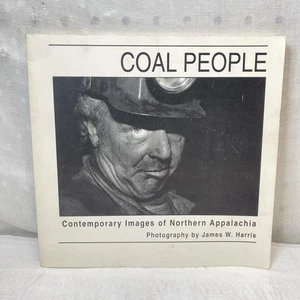 COAL PEOPLE
Contemporary Images of Northern Appalachia
Photography by James W. Harris